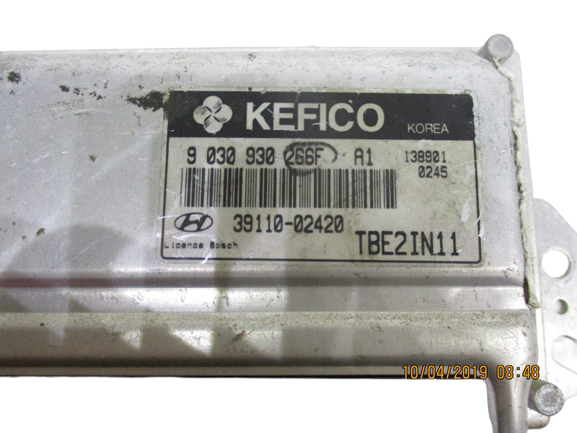 KEFICO
KOREA
9 030 930 266F A1
138901
0245
39110-02420
Licence Bosch
TBE2IN11
10/04/2019 08:48